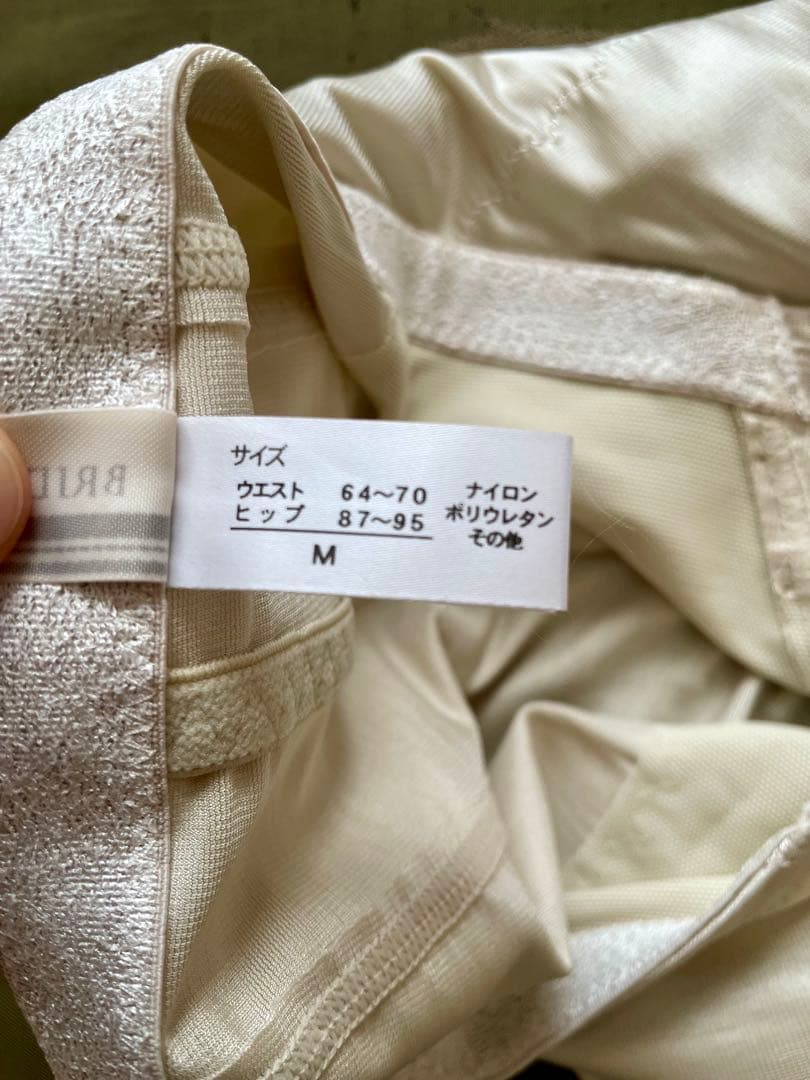 サイズ
ウエスト 64～70
ヒップ 87～95
M
ナイロン
ポリウレタン
その他